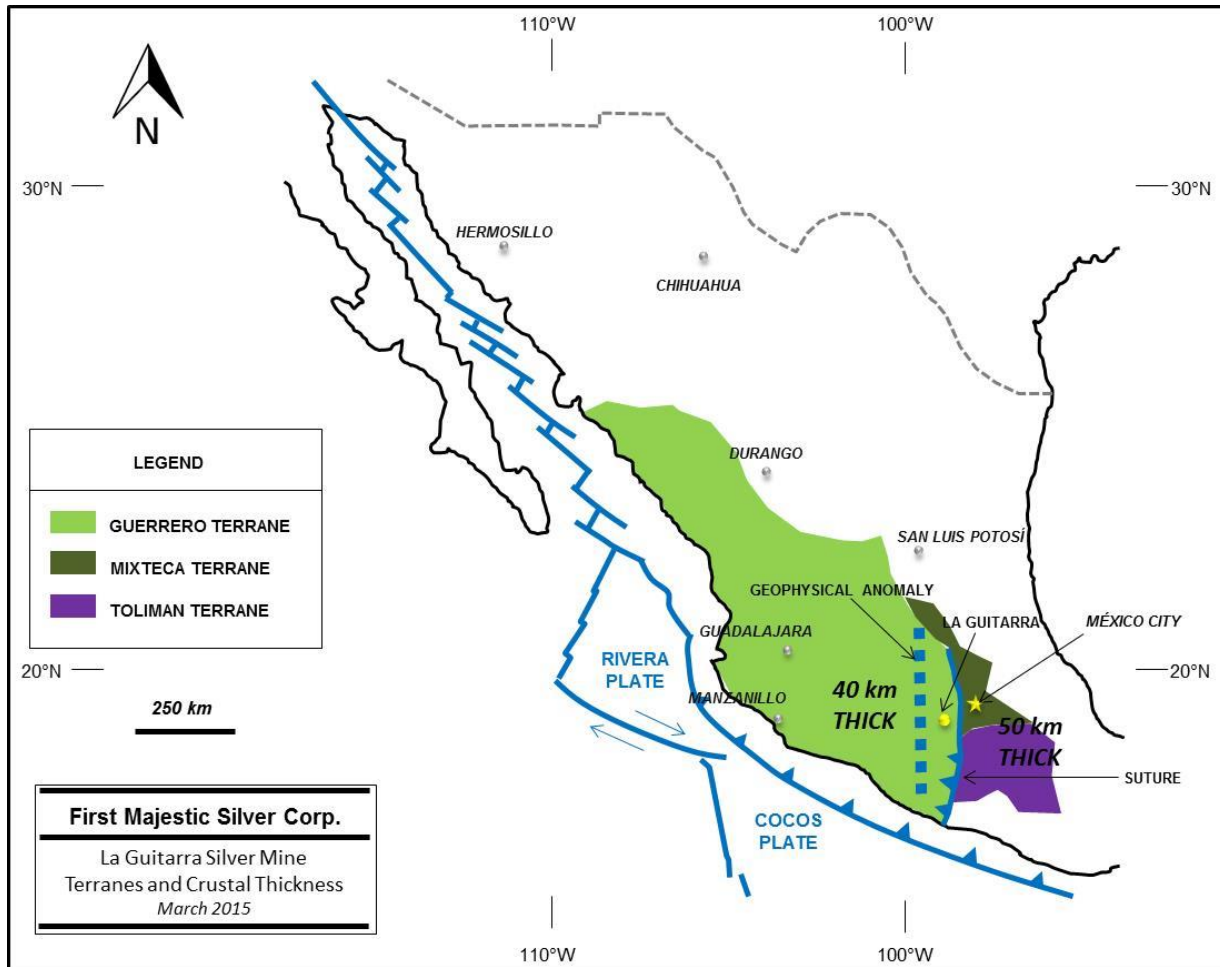 110°W
100°W
N
30°N
30°N
HERMOSILLO
CHIHUAHUA
LEGEND
GUERRERO TERRANE
MIXTECA TERRANE
TOLIMAN TERRANE
DURANGO
SAN LUIS POTOSÍ
GEOPHYSICAL ANOMALY
LA GUITARRA
MÉXICO CITY
GUADALAJARA
20°N
20°N
RIVERA
PLATE
MANZANILLO
40 km
THICK
50 km
THICK
SUTURE
250 km
COCOS
PLATE
First Majestic Silver Corp.
La Guitarra Silver Mine
Terranes and Crustal Thickness
March 2015
110°W
100°W